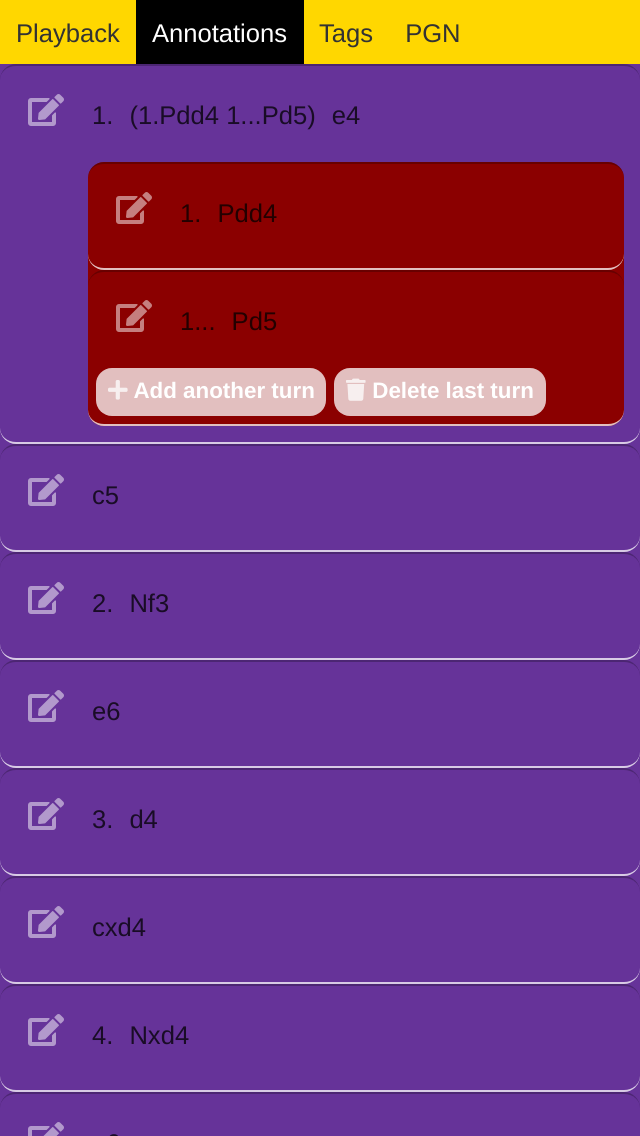 Playback Annotations Tags PGN
1. (1.Pdd4 1...Pd5) e4
1. Pdd4
1... Pd5
Add another turn Delete last turn
c5
2. Nf3
e6
3. d4
cxd4
4. Nxd4